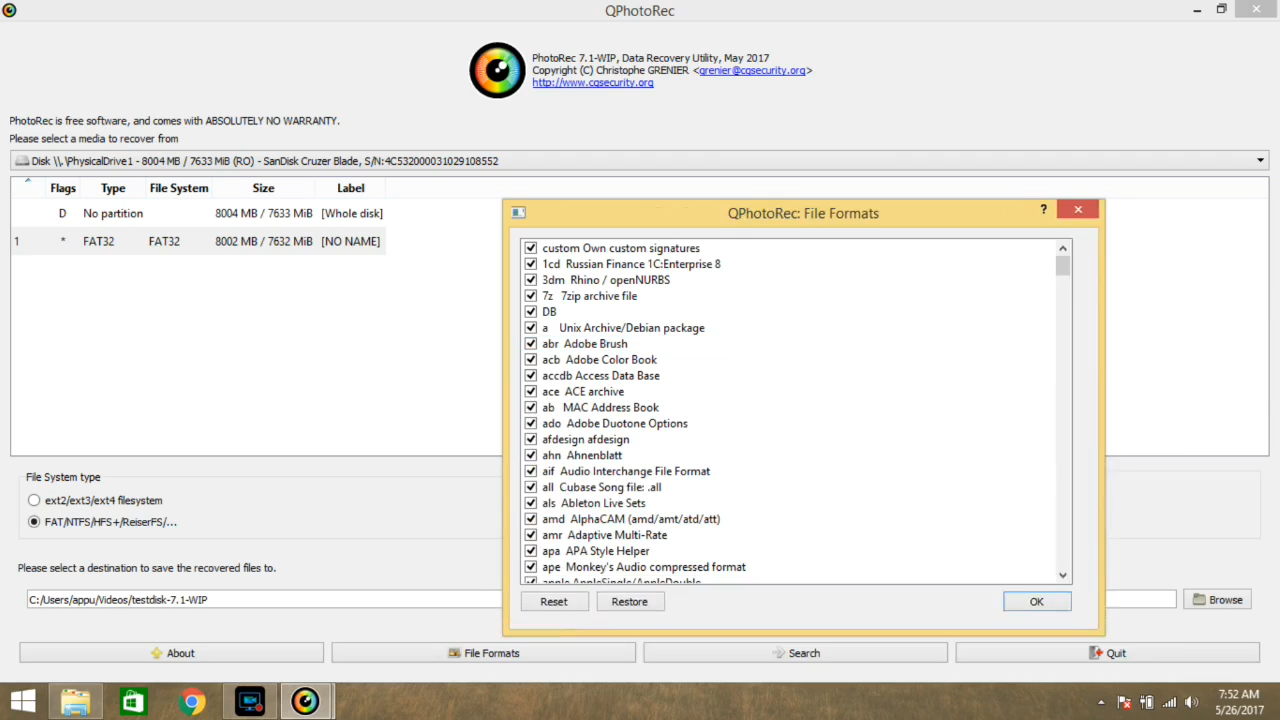 QPhotoRec
PhotoRec 7.1-WIP, Data Recovery Utility, May 2017
Copyright (C) Christophe GRENIER <grenier@cgsecurity.org>
http://www.cgsecurity.org
PhotoRec is free software, and comes with ABSOLUTELY NO WARRANTY.
Please select a media to recover from
Disk \\.\PhysicalDrive1 - 8004 MB / 7633 MiB (RO) - SanDisk Cruzer Blade, S/N:4C532000031029108552
Flags Type File System Size Label
D No partition 8004 MB / 7633 MiB [Whole disk]
1 * FAT32 FAT32 8002 MB / 7632 MiB [NO NAME]
QPhotoRec: File Formats
?
custom Own custom signatures
1cd Russian Finance 1C:Enterprise 8
3dm Rhino / openNURBS
7z 7zip archive file
DB
a Unix Archive/Debian package
abr Adobe Brush
acb Adobe Color Book
accdb Access Data Base
ace ACE archive
ab MAC Address Book
ado Adobe Duotone Options
afdesign afdesign
ahn Ahnenblatt
aif Audio Interchange File Format
all Cubase Song file: .all
als Ableton Live Sets
amd AlphaCAM (amd/amt/atd/att)
amr Adaptive Multi-Rate
apa APA Style Helper
ape Monkey's Audio compressed format
apple AppleSingle/AppleDouble
Reset Restore OK
File System type
ext2/ext3/ext4 filesystem
FAT/NTFS/HFS+/ReiserFS/...
Please select a destination to save the recovered files to.
C:/Users/appu/Videos/testdisk-7.1-WIP
Browse
About File Formats Search Quit
7:52 AM
5/26/2017